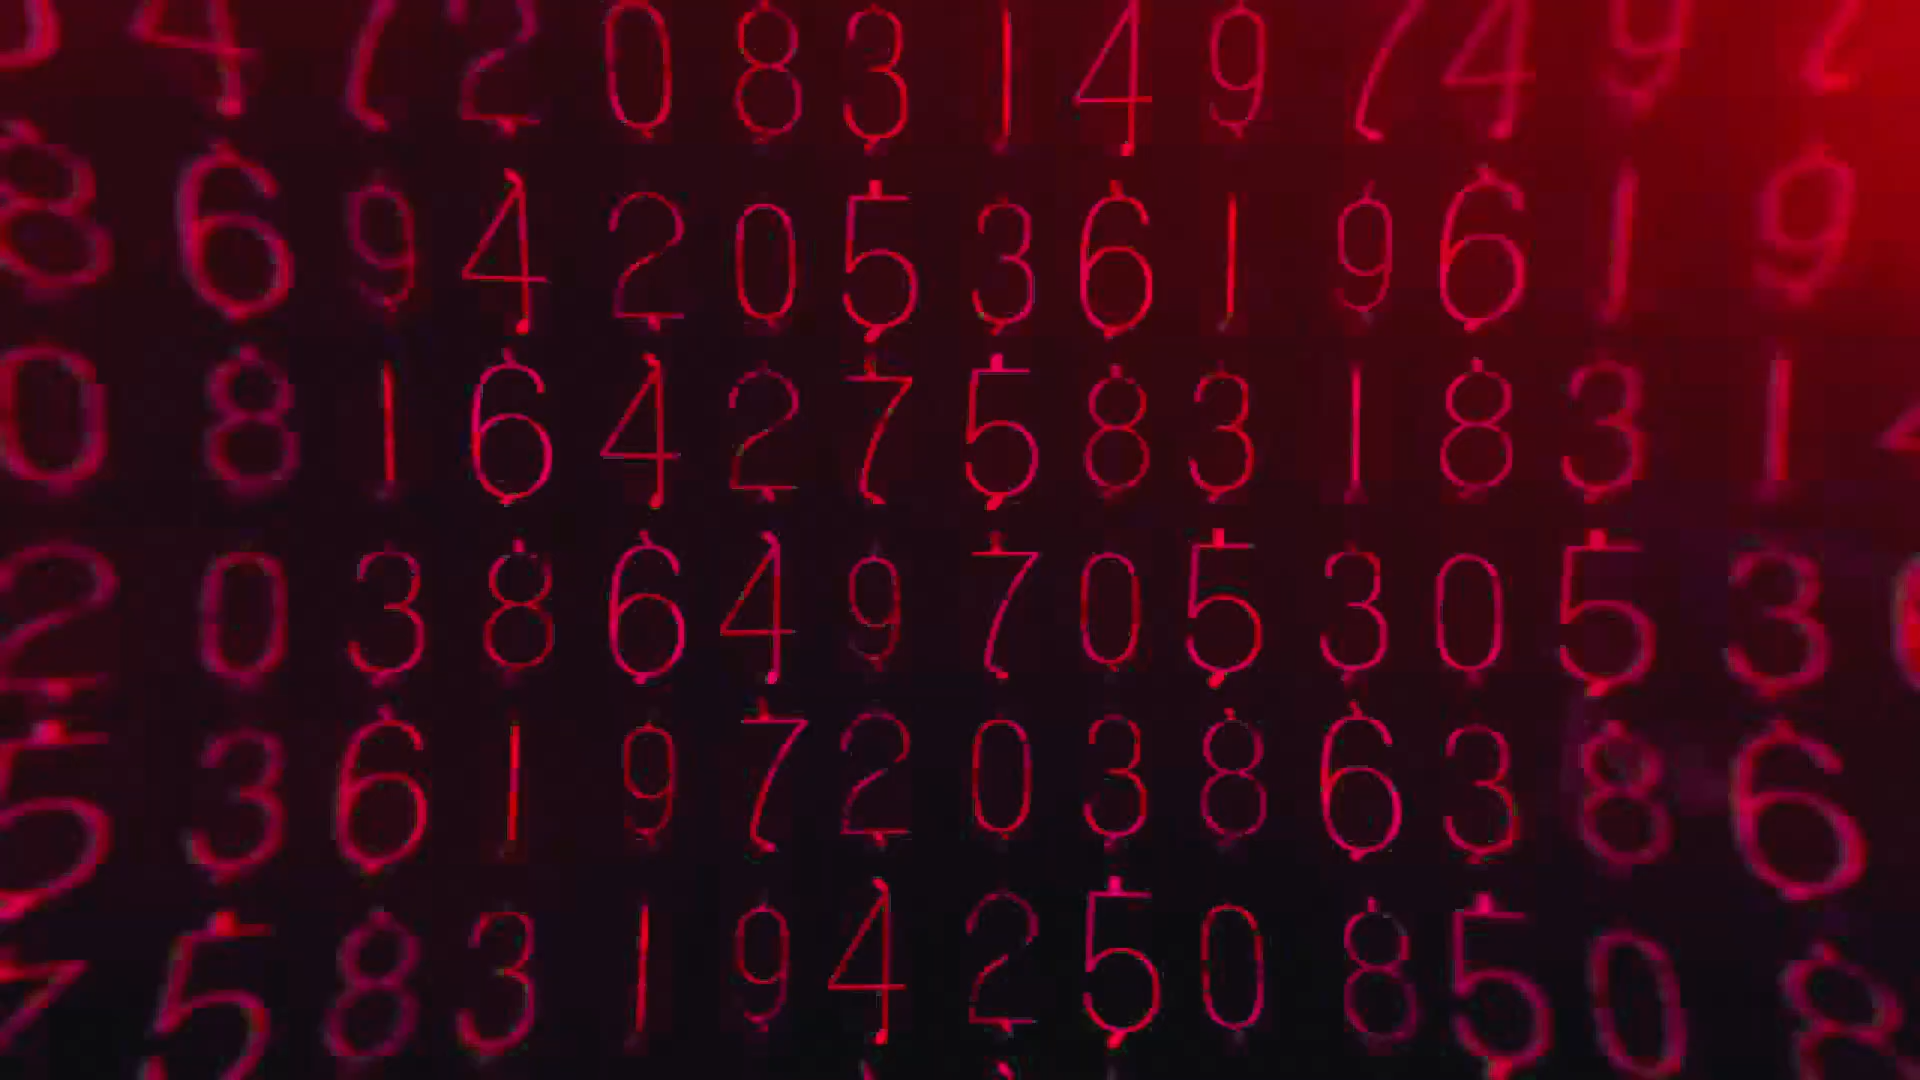 4 7 2 0 8 3 1 4 9 7 4 9 2
8 6 9 4 2 0 5 3 6 1 9 6 1 9
0 8 1 6 4 2 7 5 8 3 1 8 3 1 4
2 0 3 8 6 4 9 7 0 5 3 0 5 3
5 3 6 1 9 7 2 0 3 8 6 3 8 6
7 5 8 3 1 9 4 2 5 0 8 5 0 8